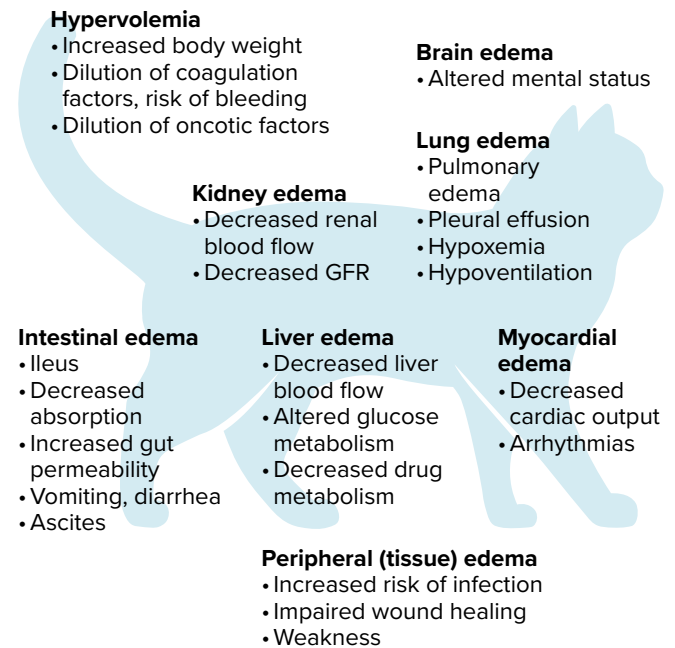 Hypervolemia
• Increased body weight
• Dilution of coagulation
factors, risk of bleeding
• Dilution of oncotic factors
Brain edema
• Altered mental status
Lung edema
• Pulmonary
edema
• Pleural effusion
• Hypoxemia
• Hypoventilation
Kidney edema
• Decreased renal
blood flow
• Decreased GFR
Intestinal edema
• Ileus
• Decreased
absorption
• Increased gut
permeability
• Vomiting, diarrhea
• Ascites
Liver edema
• Decreased liver
blood flow
• Altered glucose
metabolism
• Decreased drug
metabolism
Myocardial
edema
• Decreased
cardiac output
• Arrhythmias
Peripheral (tissue) edema
• Increased risk of infection
• Impaired wound healing
• Weakness